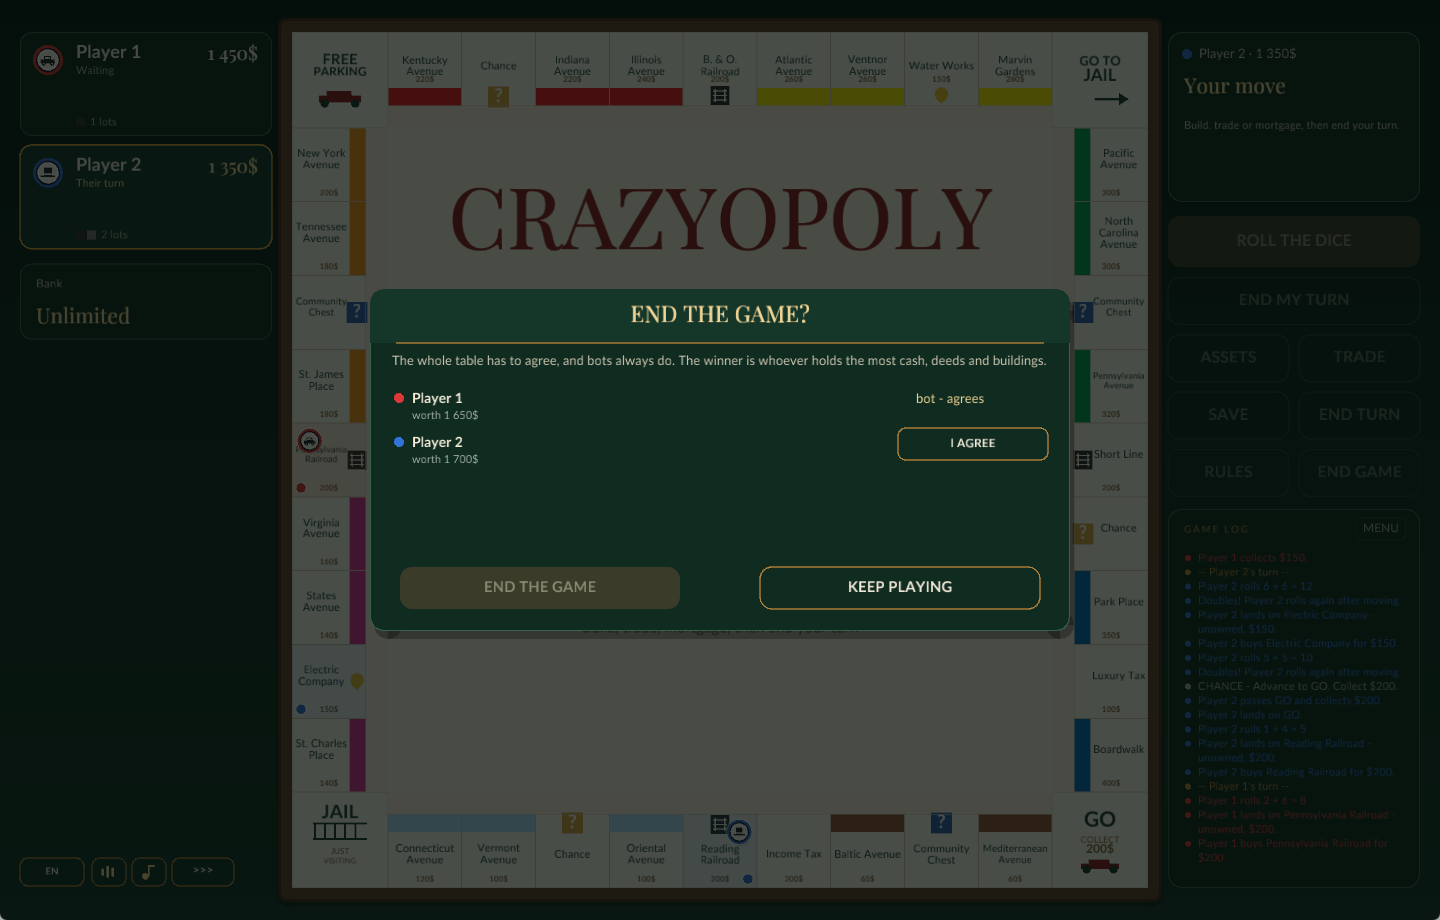 Player 1
1 450$
Waiting
1 lots
Player 2
1 350$
Their turn
2 lots
Bank
Unlimited
FREE
PARKING
Kentucky
Avenue
220$
Chance
?
Indiana
Avenue
220$
Illinois
Avenue
240$
B. & O.
Railroad
200$
Atlantic
Avenue
260$
Ventnor
Avenue
260$
Water Works
150$
Marvin
Gardens
280$
GO TO
JAIL
New York
Avenue
200$
Tennessee
Avenue
180$
Community
Chest
?
St. James
Place
180$
Pennsylvania
Railroad
200$
Virginia
Avenue
160$
States
Avenue
140$
Electric
Company
150$
St. Charles
Place
140$
CRAZYOPOLY
Pacific
Avenue
300$
North
Carolina
Avenue
300$
?
Community
Chest
Pennsylvania
Avenue
320$
Short Line
200$
?
Chance
Park Place
350$
Luxury Tax
100$
Boardwalk
400$
END THE GAME?
The whole table has to agree, and bots always do. The winner is whoever holds the most cash, deeds and buildings.
Player 1
worth 1 650$
bot - agrees
Player 2
worth 1 700$
I AGREE
END THE GAME
KEEP PLAYING
JAIL
JUST
VISITING
Connecticut
Avenue
120$
Vermont
Avenue
100$
?
Chance
Oriental
Avenue
100$
Reading
Railroad
200$
Income Tax
200$
Baltic Avenue
60$
?
Community
Chest
Mediterranean
Avenue
60$
GO
COLLECT
200$
Player 2 · 1 350$
Your move
Build, trade or mortgage, then end your turn.
ROLL THE DICE
END MY TURN
ASSETS
TRADE
SAVE
END TURN
RULES
END GAME
GAME LOG
MENU
Player 1 collects $150.
-- Player 2's turn --
Player 2 rolls 6 + 6 = 12
Doubles! Player 2 rolls again after moving.
Player 2 lands on Electric Company -
unowned, $150.
Player 2 buys Electric Company for $150.
Player 2 rolls 5 + 5 = 10
Doubles! Player 2 rolls again after moving.
CHANCE - Advance to GO. Collect $200.
Player 2 passes GO and collects $200.
Player 2 lands on GO.
Player 2 rolls 1 + 4 = 5
Player 2 lands on Reading Railroad -
unowned, $200.
Player 2 buys Reading Railroad for $200.
-- Player 1's turn --
Player 1 rolls 2 + 6 = 8
Player 1 lands on Pennsylvania Railroad -
unowned, $200.
Player 1 buys Pennsylvania Railroad for
$200.
EN
>>>